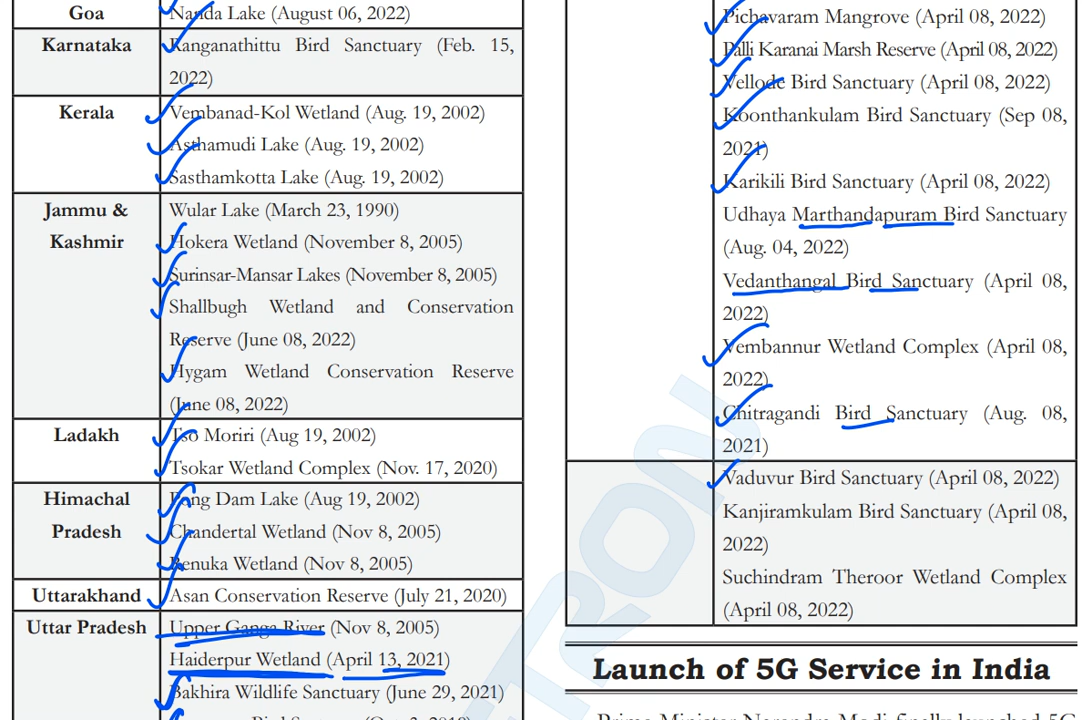 Goa
Nanda Lake (August 06, 2022)
Karnataka
Ranganathittu Bird Sanctuary (Feb. 15,
2022)
Kerala
Vembanad-Kol Wetland (Aug. 19, 2002)
Asthamudi Lake (Aug. 19, 2002)
Sasthamkotta Lake (Aug. 19, 2002)
Jammu &
Kashmir
Wular Lake (March 23, 1990)
Hokera Wetland (November 8, 2005)
Surinsar-Mansar Lakes (November 8, 2005)
Shallbugh Wetland and Conservation
Reserve (June 08, 2022)
Hygam Wetland Conservation Reserve
(June 08, 2022)
Ladakh
Tso Moriri (Aug 19, 2002)
Tsokar Wetland Complex (Nov. 17, 2020)
Himachal
Pradesh
Pong Dam Lake (Aug 19, 2002)
Chandertal Wetland (Nov 8, 2005)
Renuka Wetland (Nov 8, 2005)
Uttarakhand
Asan Conservation Reserve (July 21, 2020)
Uttar Pradesh
Upper Ganga River (Nov 8, 2005)
Haiderpur Wetland (April 13, 2021)
Bakhira Wildlife Sanctuary (June 29, 2021)
Pichavaram Mangrove (April 08, 2022)
Palli Karanai Marsh Reserve (April 08, 2022)
Vellode Bird Sanctuary (April 08, 2022)
Koonthankulam Bird Sanctuary (Sep 08,
2021)
Karikili Bird Sanctuary (April 08, 2022)
Udhaya Marthandapuram Bird Sanctuary
(Aug. 04, 2022)
Vedanthangal Bird Sanctuary (April 08,
2022)
Vembannur Wetland Complex (April 08,
2022)
Chitragandi Bird Sanctuary (Aug. 08,
2021)
Vaduvur Bird Sanctuary (April 08, 2022)
Kanjiramkulam Bird Sanctuary (April 08,
2022)
Suchindram Theroor Wetland Complex
(April 08, 2022)
Launch of 5G Service in India
Prime Minister Narendra Modi finally launched 5G